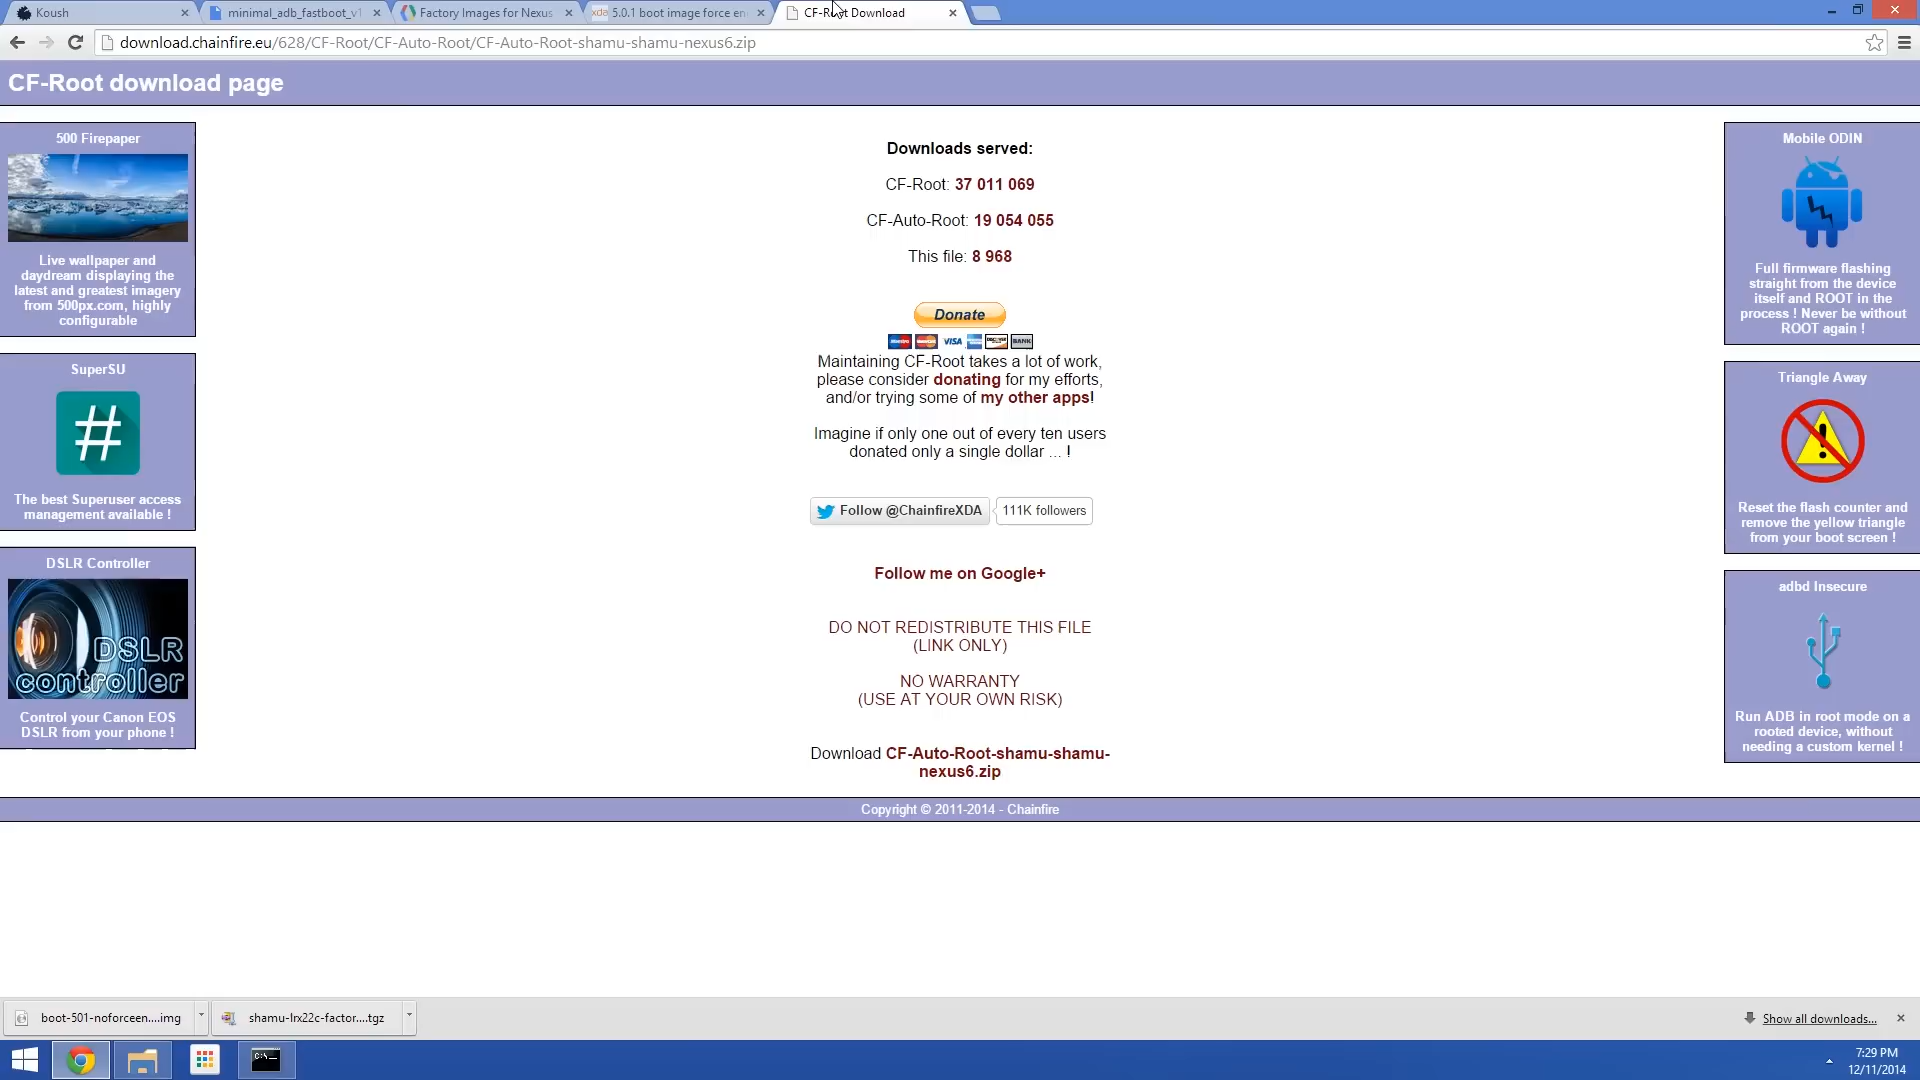 Koush
minimal_adb_fastboot_v1
Factory Images for Nexus
5.0.1 boot image force en
CF-Root Download
download.chainfire.eu/628/CF-Root/CF-Auto-Root/CF-Auto-Root-shamu-shamu-nexus6.zip
CF-Root download page
500 Firepaper
Live wallpaper and
daydream displaying the
latest and greatest imagery
from 500px.com, highly
configurable
SuperSU
#
The best Superuser access
management available !
DSLR Controller
DSLR
controller
Control your Canon EOS
DSLR from your phone !
Downloads served:
CF-Root: 37 011 069
CF-Auto-Root: 19 054 055
This file: 8 968
Donate
VISA
BANK
Maintaining CF-Root takes a lot of work,
please consider donating for my efforts,
and/or trying some of my other apps!
Imagine if only one out of every ten users
donated only a single dollar ... !
Follow @ChainfireXDA
111K followers
Follow me on Google+
DO NOT REDISTRIBUTE THIS FILE
(LINK ONLY)
NO WARRANTY
(USE AT YOUR OWN RISK)
Download CF-Auto-Root-shamu-shamu-
nexus6.zip
Mobile ODIN
Full firmware flashing
straight from the device
itself and ROOT in the
process ! Never be without
ROOT again !
Triangle Away
Reset the flash counter and
remove the yellow triangle
from your boot screen !
adbd Insecure
Run ADB in root mode on a
rooted device, without
needing a custom kernel !
Copyright © 2011-2014 - Chainfire
boot-501-noforceen....img
shamu-lrx22c-factor....tgz
Show all downloads...
7:29 PM
12/11/2014